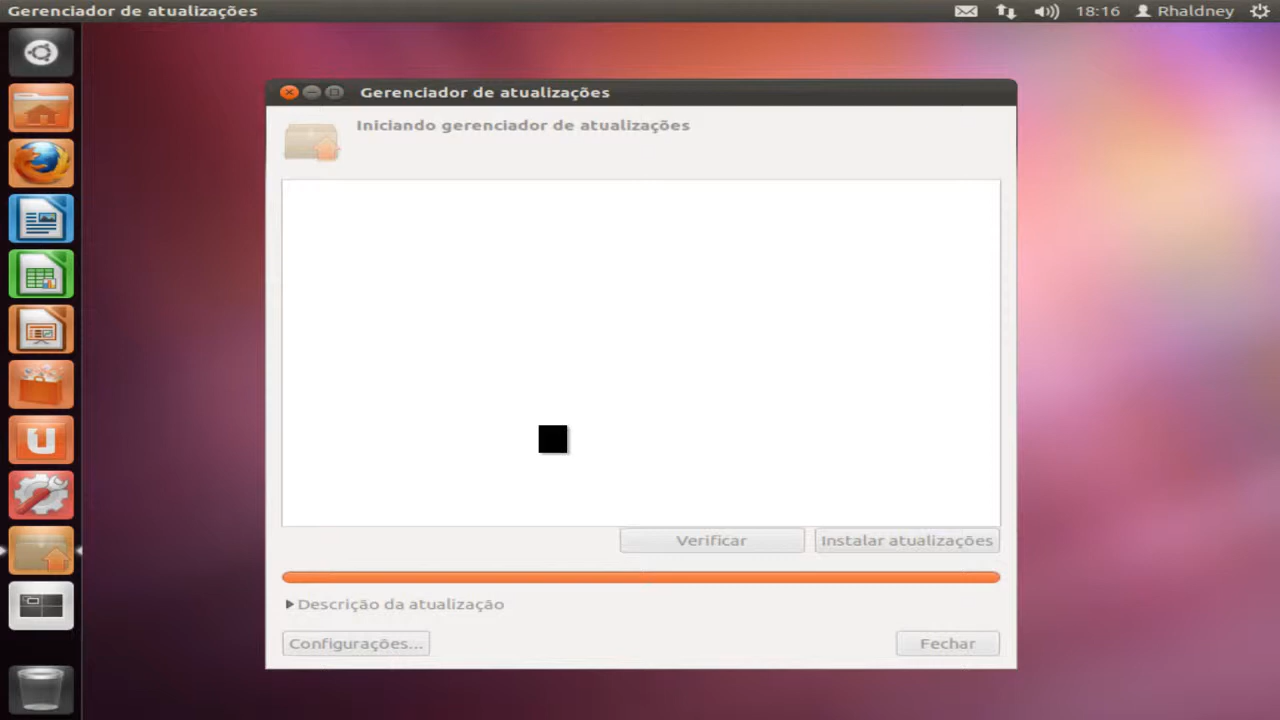 Gerenciador de atualizações
18:16 Rhaldney
Gerenciador de atualizações
Iniciando gerenciador de atualizações
Verificar Instalar atualizações
Descrição da atualização
Configurações... Fechar